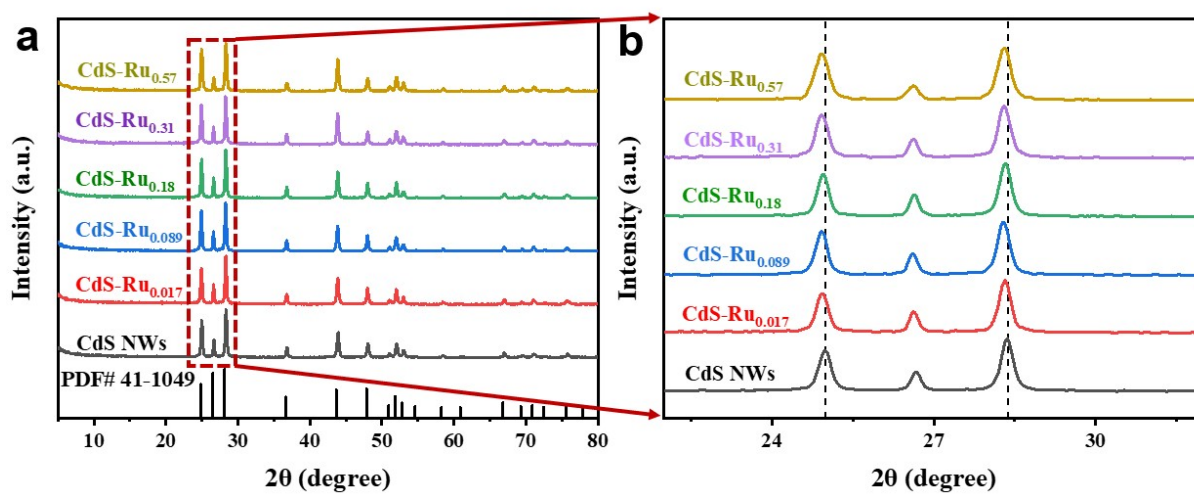 a
Intensity (a.u.)
CdS-Ru0.57
CdS-Ru0.31
CdS-Ru0.18
CdS-Ru0.089
CdS-Ru0.017
CdS NWs
PDF# 41-1049
10 20 30 40 50 60 70 80
2θ (degree)
b
Intensity (a.u.)
CdS-Ru0.57
CdS-Ru0.31
CdS-Ru0.18
CdS-Ru0.089
CdS-Ru0.017
CdS NWs
24 27 30
2θ (degree)